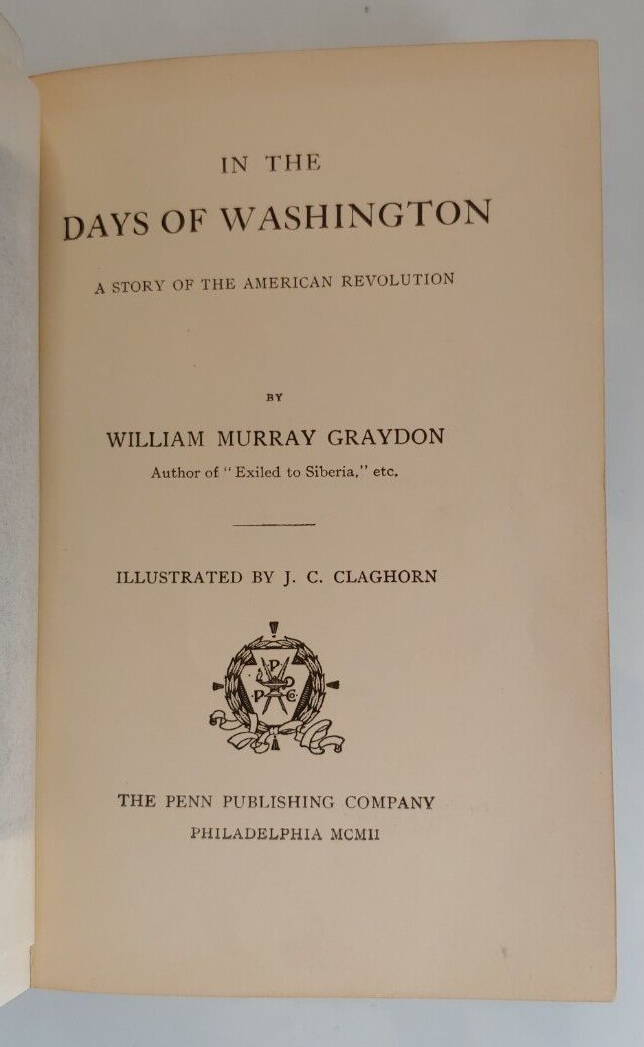 IN THE
DAYS OF WASHINGTON
A STORY OF THE AMERICAN REVOLUTION
BY
WILLIAM MURRAY GRAYDON
Author of "Exiled to Siberia," etc.
ILLUSTRATED BY J. C. CLAGHORN
P
P Co.
THE PENN PUBLISHING COMPANY
PHILADELPHIA MCMII